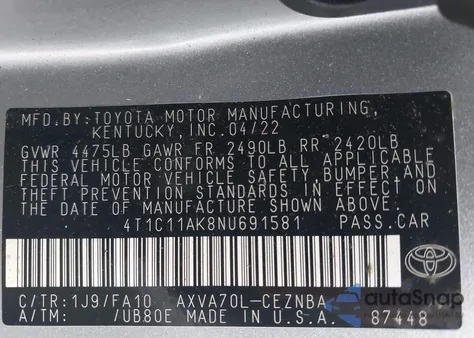 MFD.BY:TOYOTA MOTOR MANUFACTURING,
KENTUCKY,INC.04/22
GVWR 4475LB GAWR FR 2490LB RR 2420LB
THIS VEHICLE CONFORMS TO ALL APPLICABLE
FEDERAL MOTOR VEHICLE SAFETY, BUMPER, AND
THEFT PREVENTION STANDARDS IN EFFECT ON
THE DATE OF MANUFACTURE SHOWN ABOVE.
4T1C11AK8NU691581 PASS.CAR
C/TR:1J9/FA10 AXVA70L-CEZNBA
A/TM: /UB80E MADE IN U.S.A. 87448
TOYOTA
autoSnap